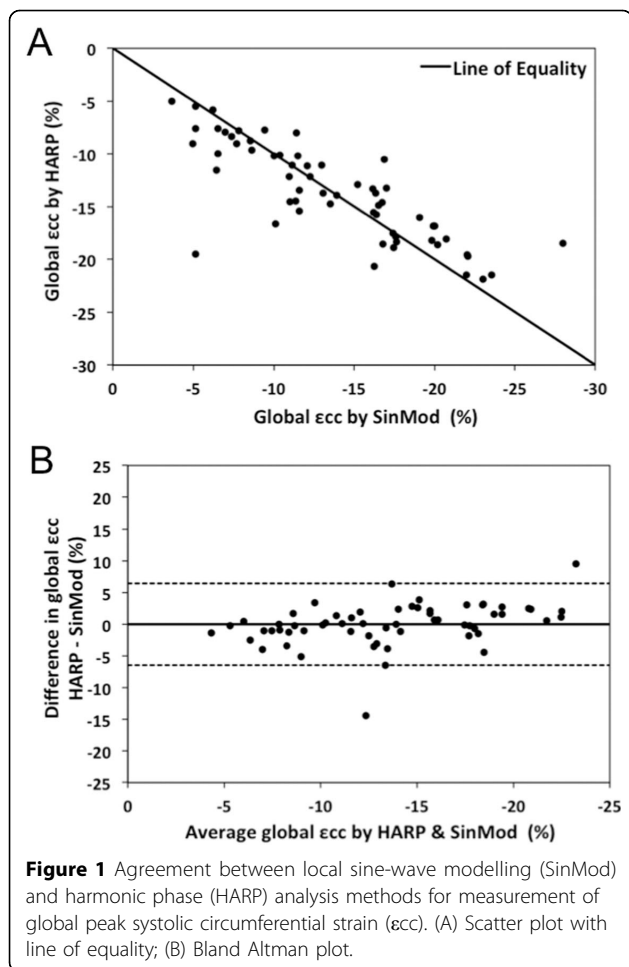 A
0
-5
-10
-15
-20
-25
-30
Global εcc by HARP (%)
Line of Equality
0 -5 -10 -15 -20 -25 -30
Global εcc by SinMod (%)
B
25
20
15
10
5
0
-5
-10
-15
-20
-25
Difference in global εcc
HARP - SinMod (%)
0 -5 -10 -15 -20 -25
Average global εcc by HARP & SinMod (%)
Figure 1 Agreement between local sine-wave modelling (SinMod)
and harmonic phase (HARP) analysis methods for measurement of
global peak systolic circumferential strain (εcc). (A) Scatter plot with
line of equality; (B) Bland Altman plot.